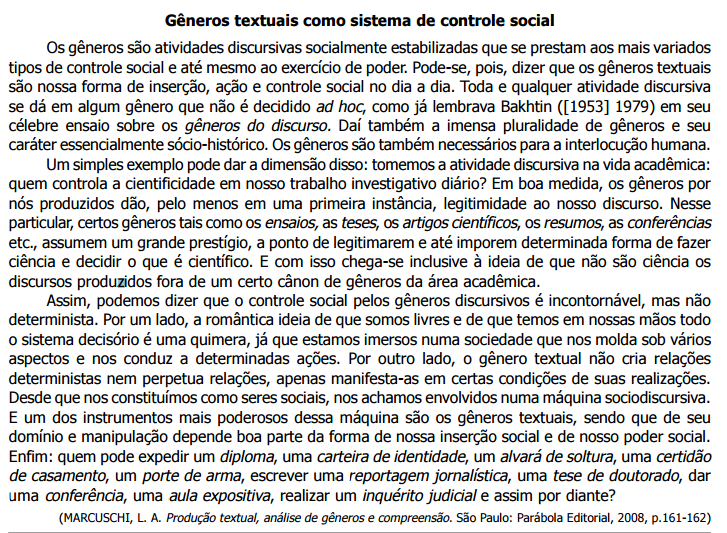 Gêneros textuais como sistema de controle social
Os gêneros são atividades discursivas socialmente estabilizadas que se prestam aos mais variados
tipos de controle social e até mesmo ao exercício de poder. Pode-se, pois, dizer que os gêneros textuais
são nossa forma de inserção, ação e controle social no dia a dia. Toda e qualquer atividade discursiva
se dá em algum gênero que não é decidido ad hoc, como já lembrava Bakhtin ([1953] 1979) em seu
célebre ensaio sobre os gêneros do discurso. Daí também a imensa pluralidade de gêneros e seu
caráter essencialmente sócio-histórico. Os gêneros são também necessários para a interlocução humana.
Um simples exemplo pode dar a dimensão disso: tomemos a atividade discursiva na vida acadêmica:
quem controla a cientificidade em nosso trabalho investigativo diário? Em boa medida, os gêneros por
nós produzidos dão, pelo menos em uma primeira instância, legitimidade ao nosso discurso. Nesse
particular, certos gêneros tais como os ensaios, as teses, os artigos científicos, os resumos, as conferências
etc., assumem um grande prestígio, a ponto de legitimarem e até imporem determinada forma de fazer
ciência e decidir o que é científico. E com isso chega-se inclusive à ideia de que não são ciência os
discursos produzidos fora de um certo cânon de gêneros da área acadêmica.
Assim, podemos dizer que o controle social pelos gêneros discursivos é incontornável, mas não
determinista. Por um lado, a romântica ideia de que somos livres e de que temos em nossas mãos todo
o sistema decisório é uma quimera, já que estamos imersos numa sociedade que nos molda sob vários
aspectos e nos conduz a determinadas ações. Por outro lado, o gênero textual não cria relações
deterministas nem perpetua relações, apenas manifesta-as em certas condições de suas realizações.
Desde que nos constituímos como seres sociais, nos achamos envolvidos numa máquina sociodiscursiva.
E um dos instrumentos mais poderosos dessa máquina são os gêneros textuais, sendo que de seu
domínio e manipulação depende boa parte da forma de nossa inserção social e de nosso poder social.
Enfim: quem pode expedir um diploma, uma carteira de identidade, um alvará de soltura, uma certidão
de casamento, um porte de arma, escrever uma reportagem jornalística, uma tese de doutorado, dar
uma conferência, uma aula expositiva, realizar um inquérito judicial e assim por diante?
(MARCUSCHI, L. A. Produção textual, análise de gêneros e compreensão. São Paulo: Parábola Editorial, 2008, p.161-162)